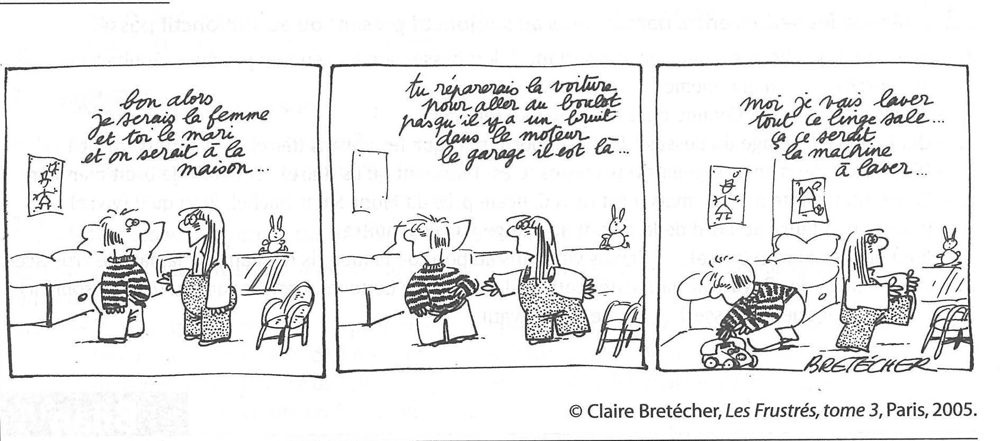 bon alors
je serais la femme
et toi le mari
et on serait à la
maison...
tu réparerais la voiture
pour aller au boulot
pasqu'il y a un bruit
dans le moteur
le garage il est là...
moi je vais laver
tout ce linge sale...
ça ce serait
la machine
à laver...
BRETÉCHER
© Claire Bretécher, Les Frustrés, tome 3, Paris, 2005.